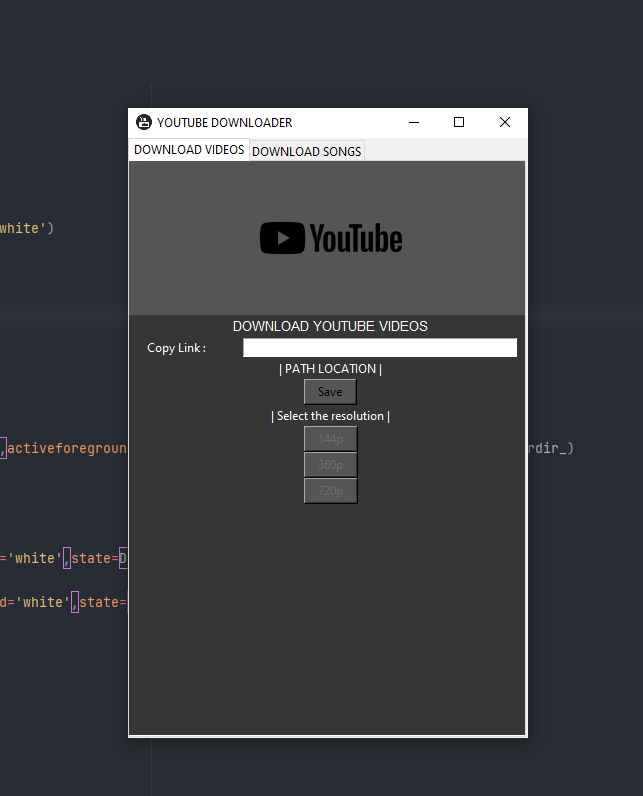 YOUTUBE DOWNLOADER
DOWNLOAD VIDEOS DOWNLOAD SONGS
YouTube
white')
DOWNLOAD YOUTUBE VIDEOS
Copy Link :
| PATH LOCATION |
Save
| Select the resolution |
144p
,activeforegroun
rdir_)
360p
720p
='white',state=D
d='white',state=